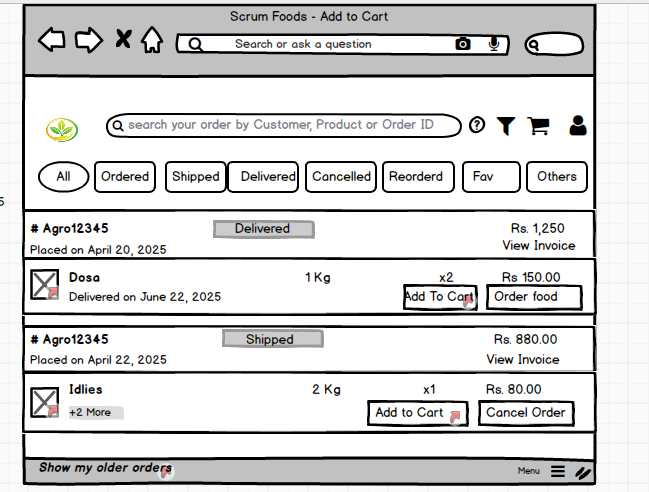 Scrum Foods - Add to Cart
Search or ask a question
search your order by Customer, Product or Order ID
All Ordered Shipped Delivered Cancelled Reorderd Fav Others
# Agro12345 Delivered Rs. 1,250
Placed on April 20, 2025 View Invoice
Dosa 1 Kg x2 Rs 150.00
Delivered on June 22, 2025 Add To Cart Order food
# Agro12345 Shipped Rs. 880.00
Placed on April 22, 2025 View Invoice
Idlies 2 Kg x1 Rs. 80.00
+2 More Add to Cart Cancel Order
Show my older orders Menu